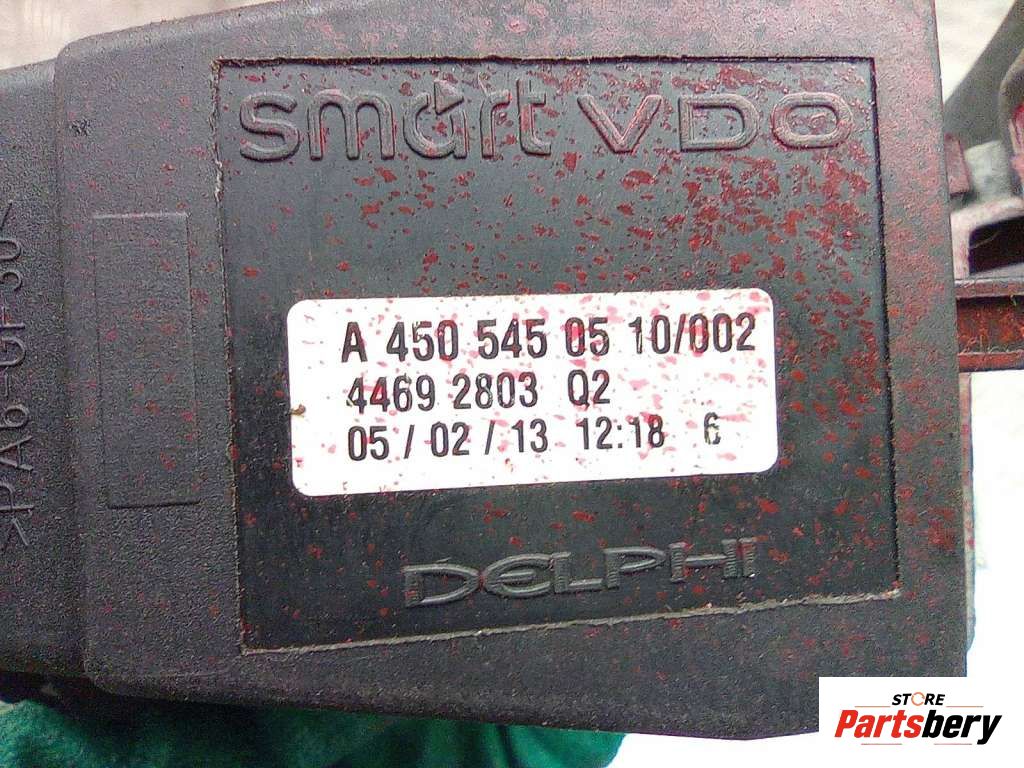 smart VDO
A 450 545 05 10/002
4469 2803 Q2
05 / 02 / 13 12:18 6
DELPHI
>PA6-GF30<
STORE
Partsbery